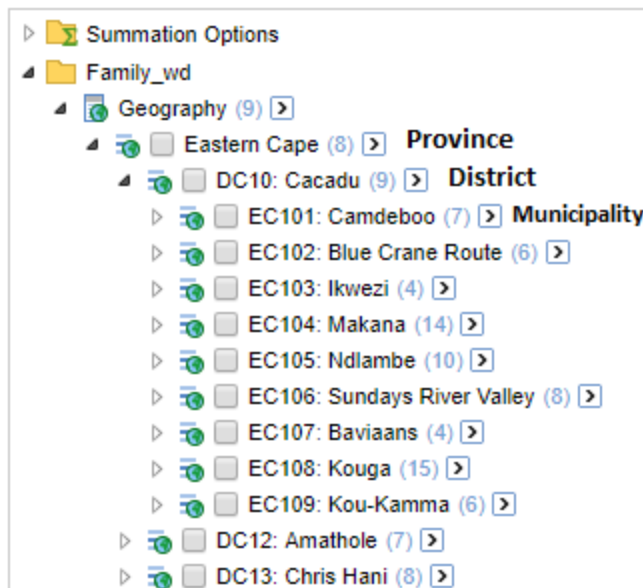 Summation Options
Family_wd
Geography (9)
Eastern Cape (8) Province
DC10: Cacadu (9) District
EC101: Camdeboo (7) Municipality
EC102: Blue Crane Route (6)
EC103: Ikwezi (4)
EC104: Makana (14)
EC105: Ndlambe (10)
EC106: Sundays River Valley (8)
EC107: Baviaans (4)
EC108: Kouga (15)
EC109: Kou-Kamma (6)
DC12: Amathole (7)
DC13: Chris Hani (8)